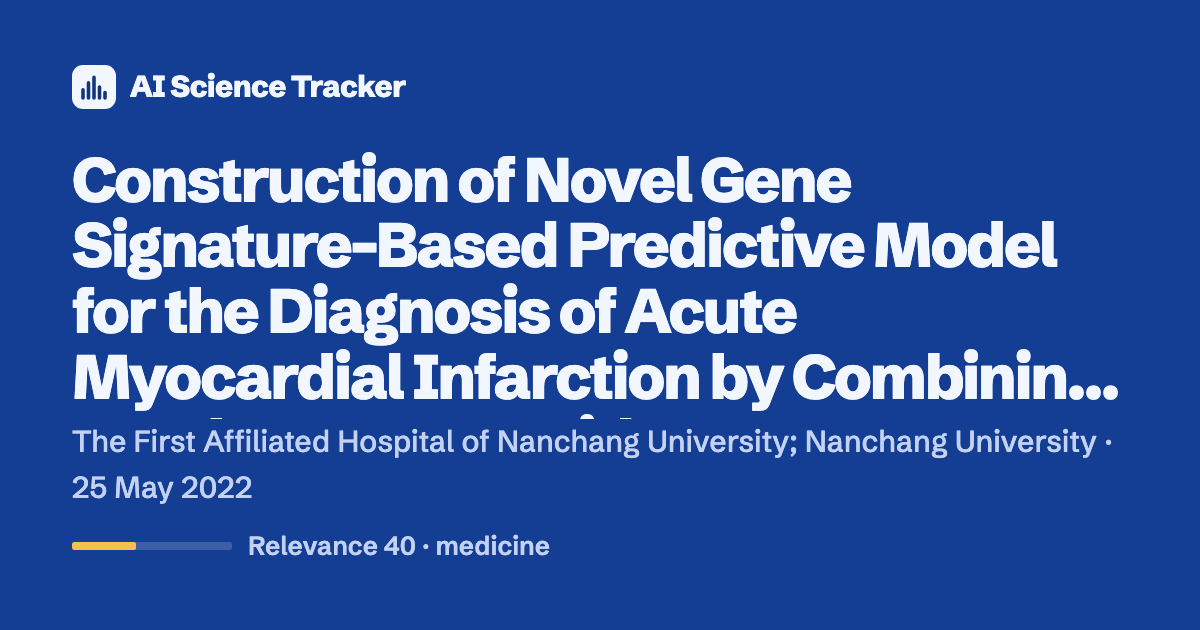 AI Science Tracker
Construction of Novel Gene
Signature-Based Predictive Model
for the Diagnosis of Acute
Myocardial Infarction by Combinin...
The First Affiliated Hospital of Nanchang University; Nanchang University ·
25 May 2022
Relevance 40 · medicine